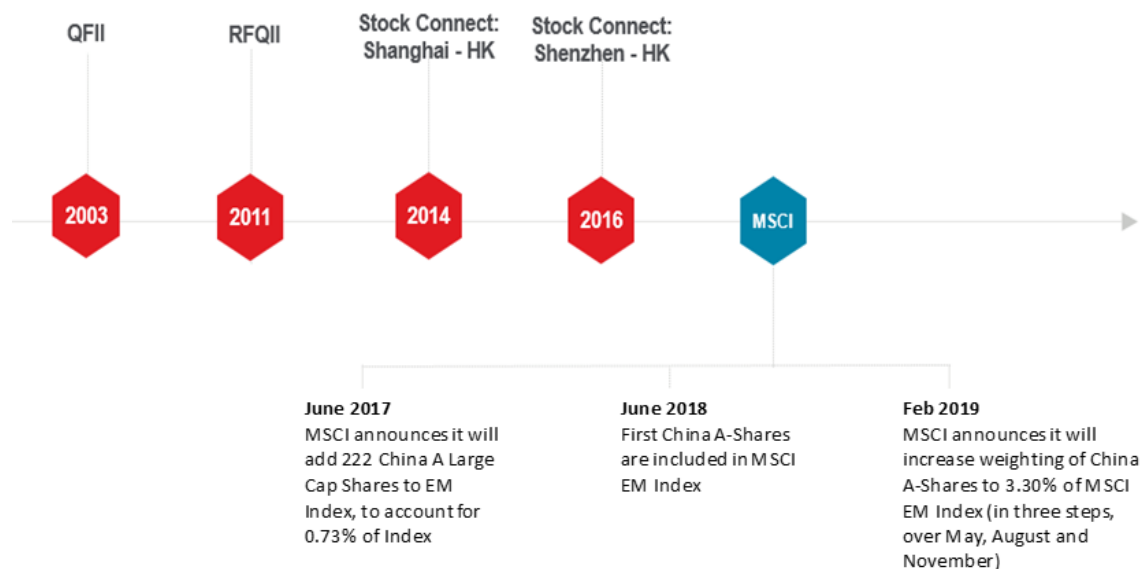 QFII
RFQII
Stock Connect:
Shanghai - HK
Stock Connect:
Shenzhen - HK
2003
2011
2014
2016
MSCI
June 2017
MSCI announces it will
add 222 China A Large
Cap Shares to EM
Index, to account for
0.73% of Index
June 2018
First China A-Shares
are included in MSCI
EM Index
Feb 2019
MSCI announces it will
increase weighting of China
A-Shares to 3.30% of MSCI
EM Index (in three steps,
over May, August and
November)